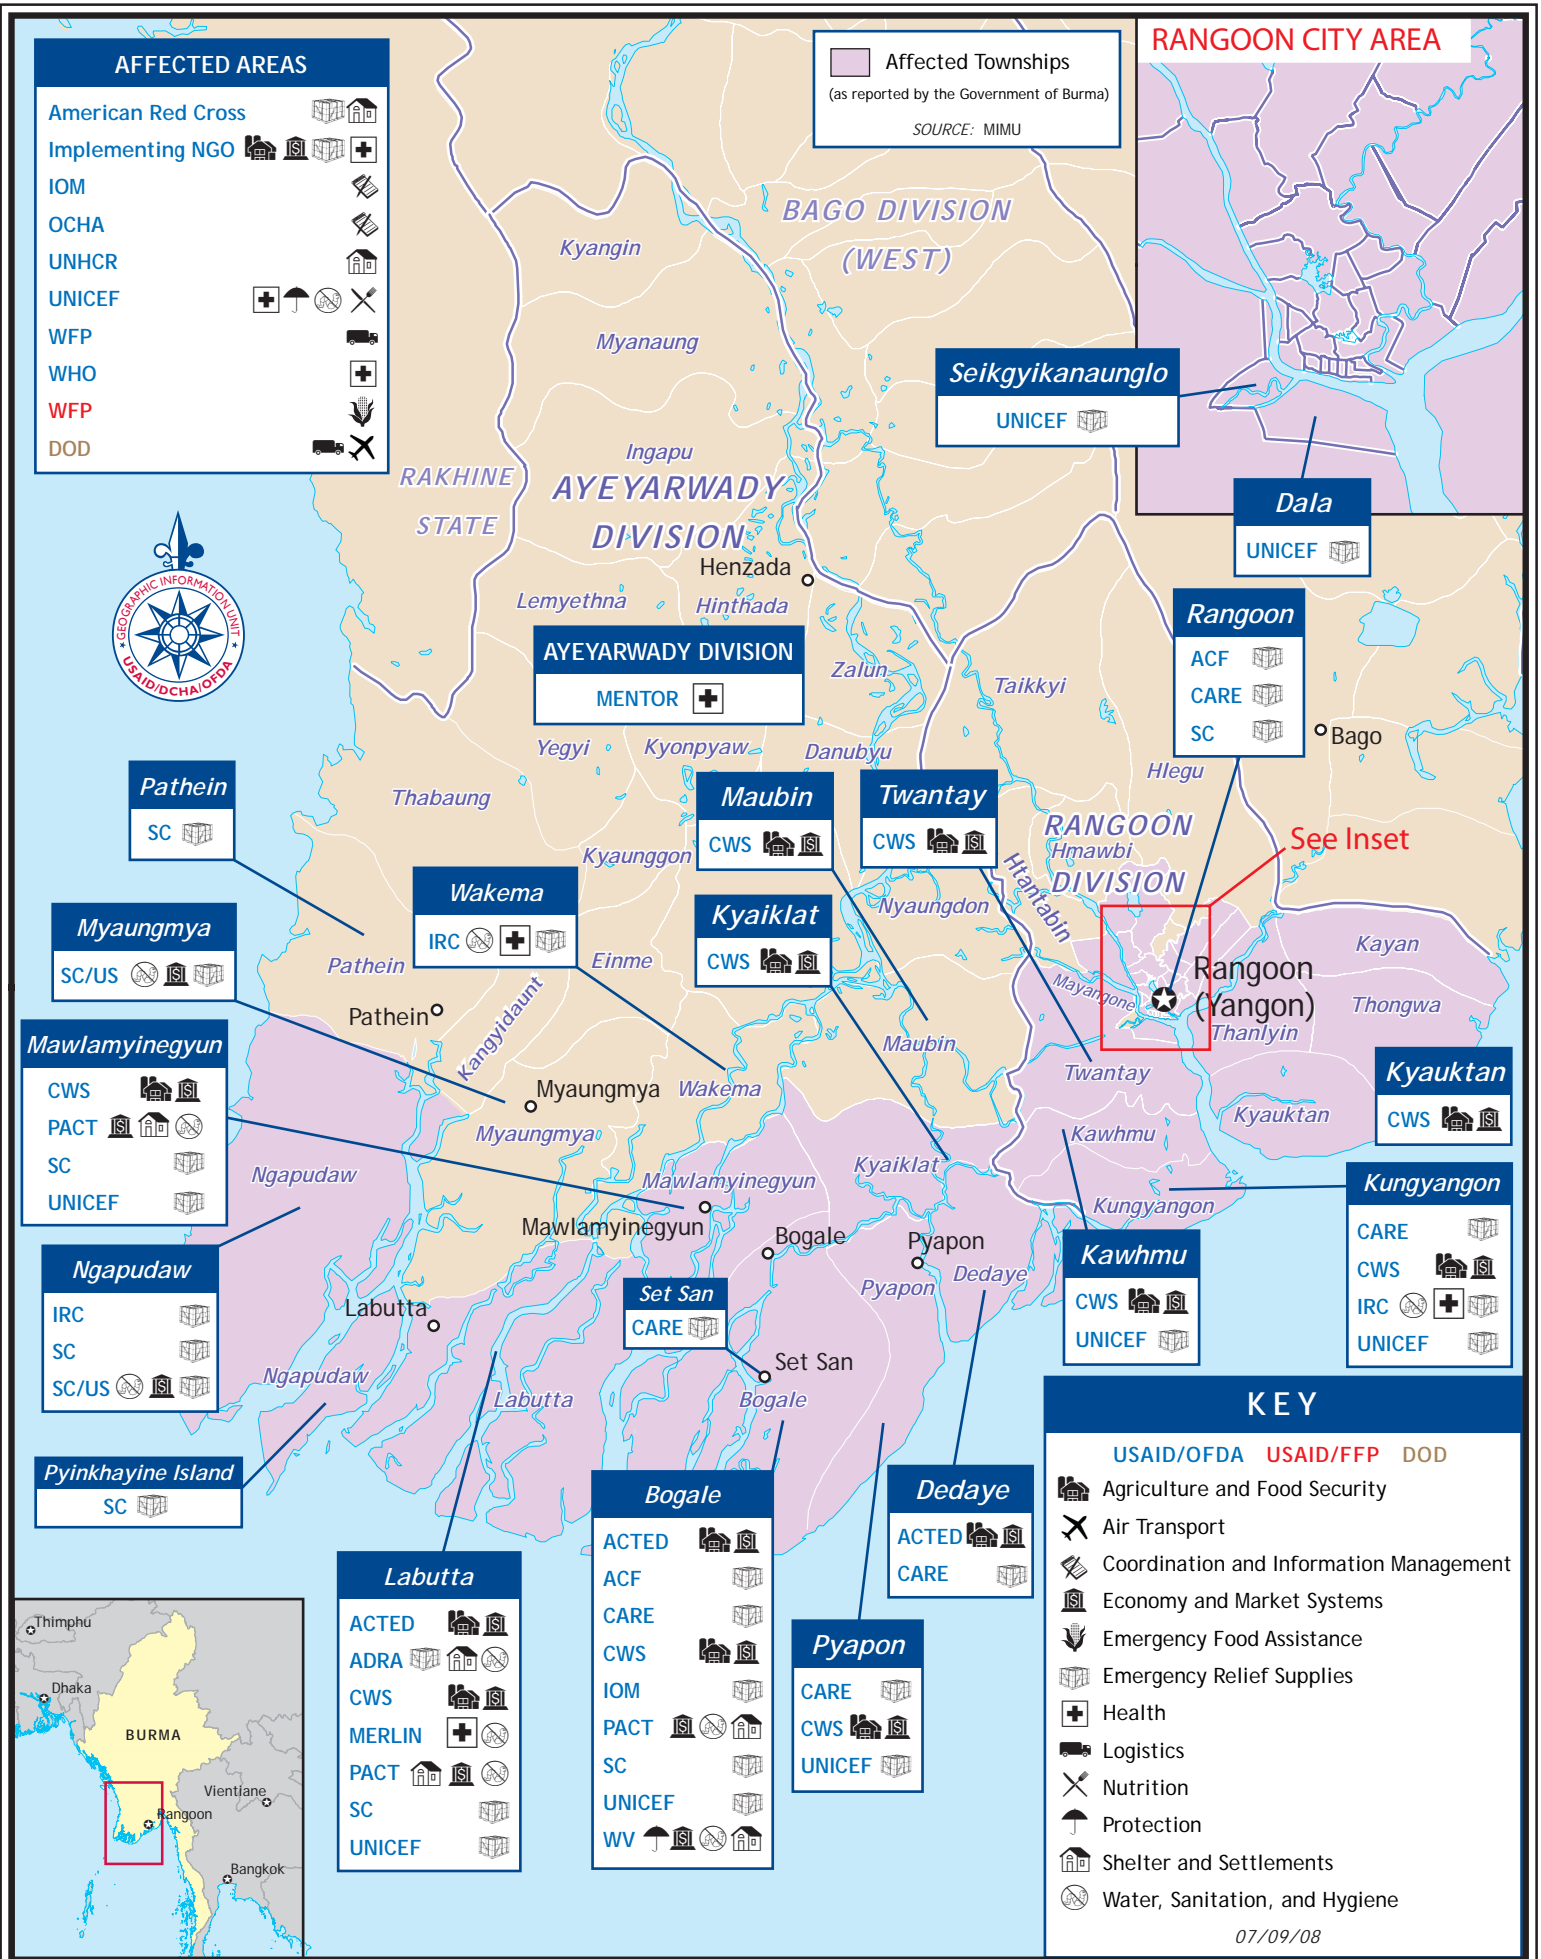 AFFECTED AREAS
American Red Cross
Implementing NGO
IOM
OCHA
UNHCR
UNICEF
WFP
WHO
WFP
DOD
Affected Townships
(as reported by the Government of Burma)
SOURCE: MIMU
RANGOON CITY AREA
BAGO DIVISION
(WEST)
Kyangin
Myanaung
Seikgyikanaunglo
UNICEF
Ingapu
RAKHINE
STATE
AYEYARWADY
DIVISION
Dala
UNICEF
Henzada
Lemyethna
Hinthada
GEOGRAPHIC INFORMATION UNIT
USAID/DCHA/OFDA
AYEYARWADY DIVISION
MENTOR
Zalun
Taikkyi
Rangoon
ACF
CARE
SC
Bago
Yegyi
Kyonpyaw
Danubyu
Hlegu
Thabaung
Pathein
SC
Maubin
CWS
Twantay
CWS
RANGOON
Hmawbi
DIVISION
See Inset
Kyaunggon
Htantabin
Wakema
IRC
Kyaiklat
CWS
Nyaungdon
Myaungmya
SC/US
Pathein
Einme
Kayan
Rangoon
(Yangon)
Mayangone
Thongwa
Pathein
Kangyidaunt
Thanlyin
Maubin
Mawlamyinegyun
CWS
PACT
SC
UNICEF
Myaungmya
Wakema
Twantay
Kyauktan
CWS
Kyauktan
Myaungmya
Kawhmu
Ngapudaw
Mawlamyinegyun
Kyaiklat
Kungyangon
Kungyangon
CARE
CWS
IRC
UNICEF
Mawlamyinegyun
Bogale
Pyapon
Pyapon
Dedaye
Kawhmu
CWS
UNICEF
Ngapudaw
IRC
SC
SC/US
Labutta
Set San
CARE
Set San
Ngapudaw
Labutta
Bogale
Pyinkhayine Island
SC
Labutta
ACTED
ADRA
CWS
MERLIN
PACT
SC
UNICEF
Bogale
ACTED
ACF
CARE
CWS
IOM
PACT
SC
UNICEF
WV
Pyapon
CARE
CWS
UNICEF
Dedaye
ACTED
CARE
KEY
USAID/OFDA USAID/FFP DOD
Agriculture and Food Security
Air Transport
Coordination and Information Management
Economy and Market Systems
Emergency Food Assistance
Emergency Relief Supplies
Health
Logistics
Nutrition
Protection
Shelter and Settlements
Water, Sanitation, and Hygiene
07/09/08
Thimphu
Dhaka
BURMA
Vientiane
Rangoon
Bangkok